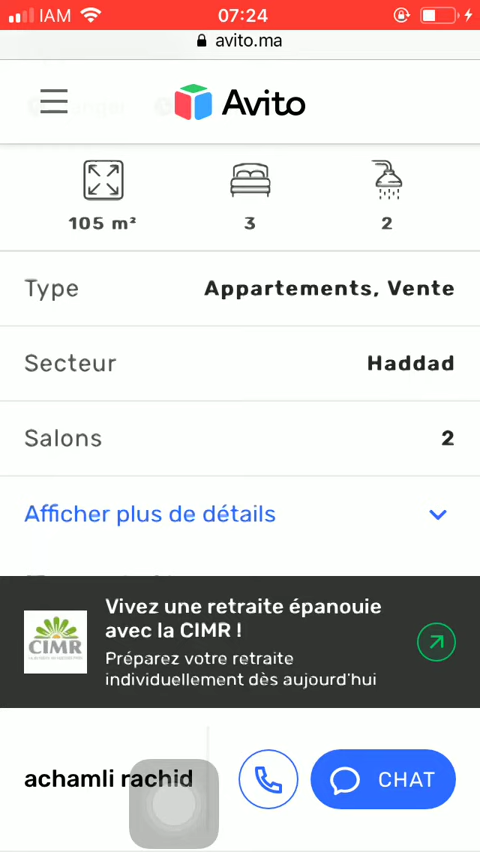 IAM 07:24
avito.ma
Avito
105 m² 3 2
Type Appartements, Vente
Secteur Haddad
Salons 2
Afficher plus de détails
Vivez une retraite épanouie
avec la CIMR !
CIMR
Préparez votre retraite
individuellement dès aujourd'hui
achamli rachid CHAT